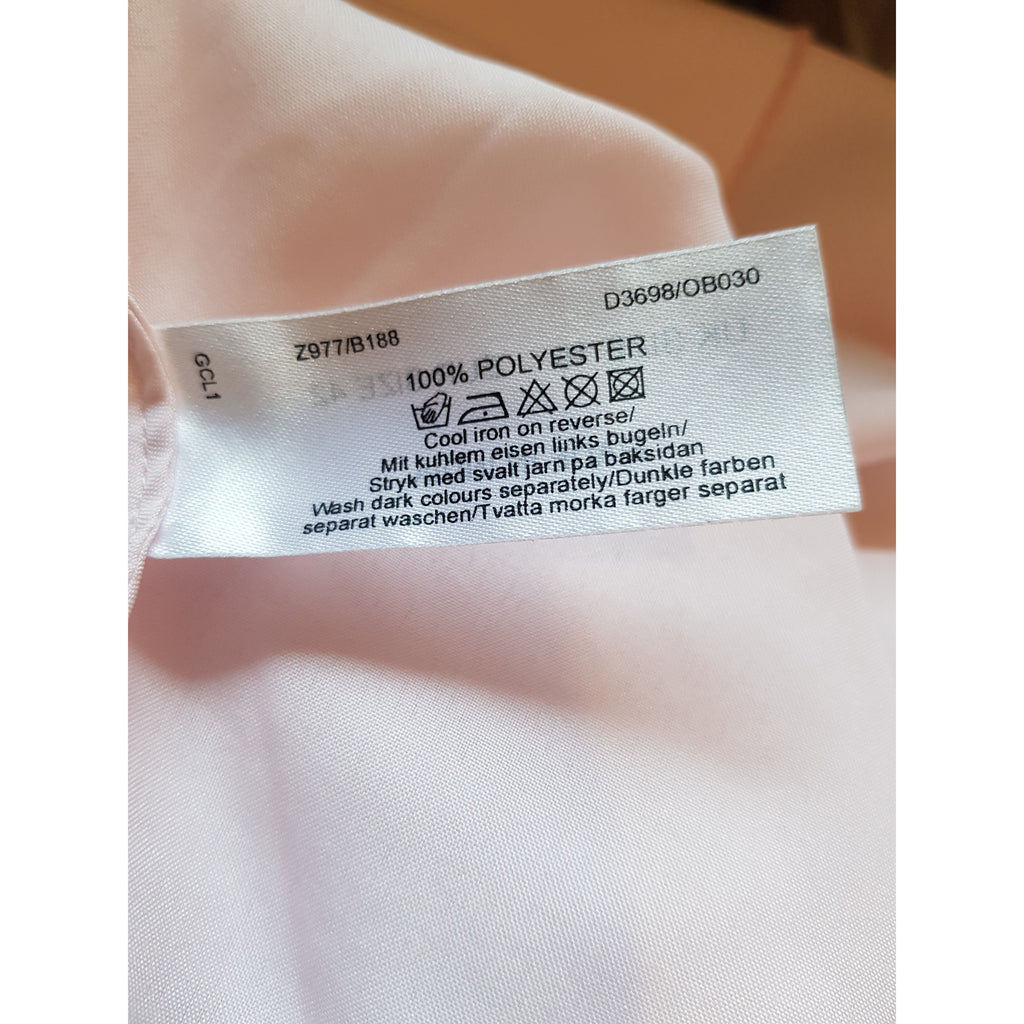 D3698/OB030
Z977/B188
GCL1
100% POLYESTER
Cool iron on reverse/
Mit kuhlem eisen links bugeln/
Stryk med svalt jarn pa baksidan
Wash dark colours separately/Dunkle farben
separat waschen/Tvatta morka farger separat